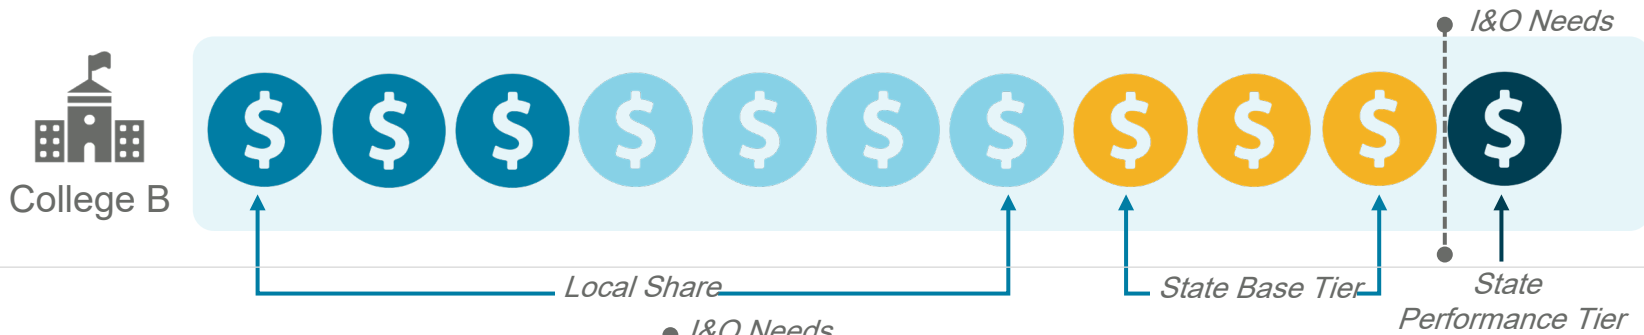 I&O Needs
$ $ $ $ $ $ $ $ $ $ $
College B
Local Share
State Base Tier
State
Performance Tier
I&O Needs